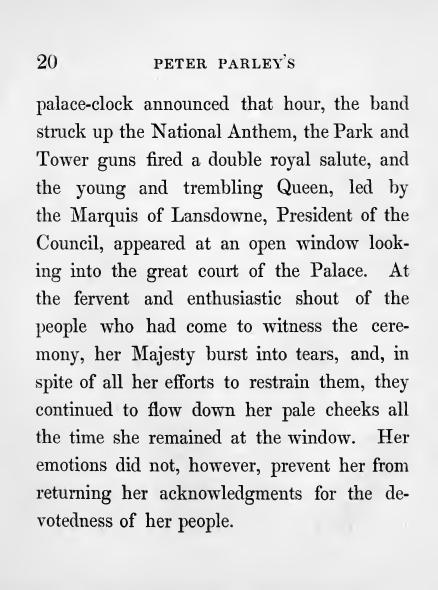 20 PETER PARLEY'S
palace-clock announced that hour, the band
struck up the National Anthem, the Park and
Tower guns fired a double royal salute, and
the young and trembling Queen, led by
the Marquis of Lansdowne, President of the
Council, appeared at an open window look-
ing into the great court of the Palace. At
the fervent and enthusiastic shout of the
people who had come to witness the cere-
mony, her Majesty burst into tears, and, in
spite of all her efforts to restrain them, they
continued to flow down her pale cheeks all
the time she remained at the window. Her
emotions did not, however, prevent her from
returning her acknowledgments for the de-
votedness of her people.